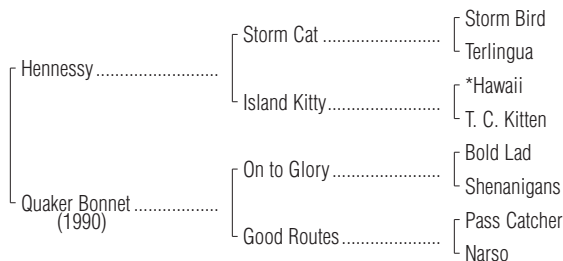 Storm Bird
Storm Cat ........................
Terlingua
Hennessy ..........................
*Hawaii
Island Kitty .......................
T. C. Kitten
Bold Lad
On to Glory .......................
Shenanigans
Quaker Bonnet ..................
(1990)
Pass Catcher
Good Routes .....................
Narso